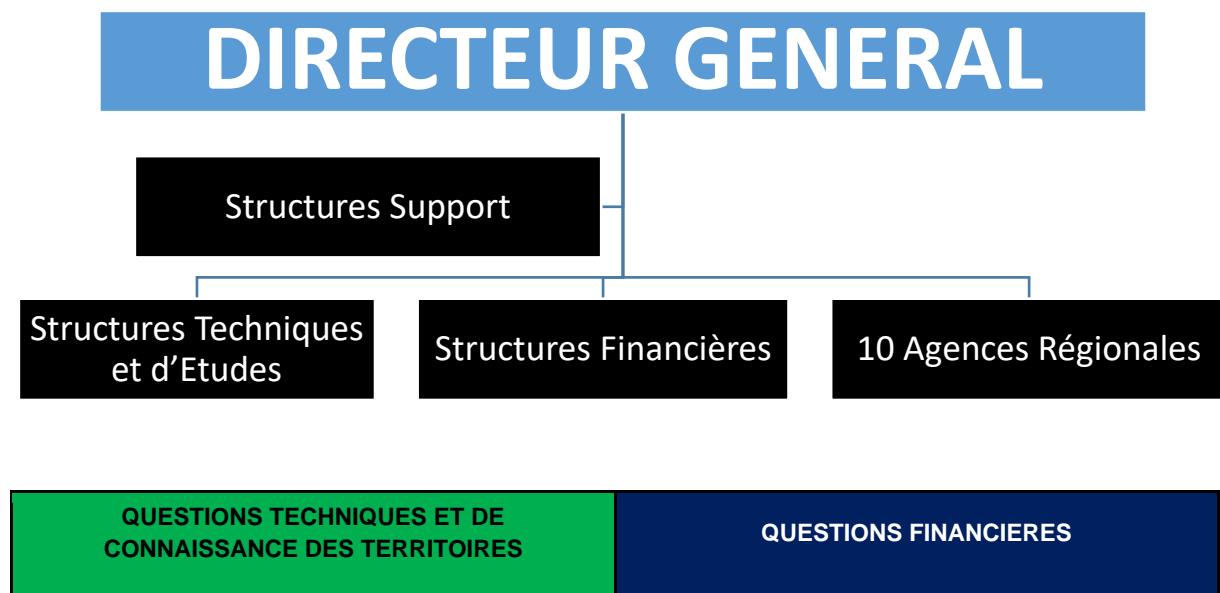 DIRECTEUR GENERAL
Structures Support
Structures Techniques
et d’Etudes
Structures Financières
10 Agences Régionales
QUESTIONS TECHNIQUES ET DE
CONNAISSANCE DES TERRITOIRES
QUESTIONS FINANCIERES